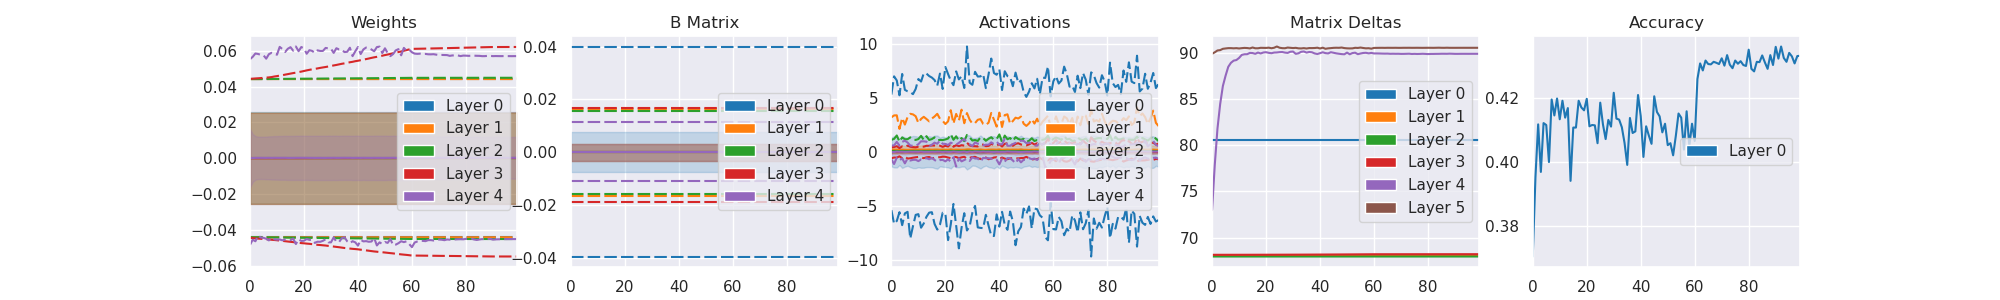 Weights
0.06
0.04
0.02
0.00
−0.02
−0.04
−0.06
0 20 40 60 80
Layer 0
Layer 1
Layer 2
Layer 3
Layer 4
B Matrix
0.04
0.02
0.00
−0.02
−0.04
0 20 40 60 80
Layer 0
Layer 1
Layer 2
Layer 3
Layer 4
Activations
10
5
0
−5
−10
0 20 40 60 80
Layer 0
Layer 1
Layer 2
Layer 3
Layer 4
Matrix Deltas
90
85
80
75
70
0 20 40 60 80
Layer 0
Layer 1
Layer 2
Layer 3
Layer 4
Layer 5
Accuracy
0.42
0.40
0.38
0 20 40 60 80
Layer 0